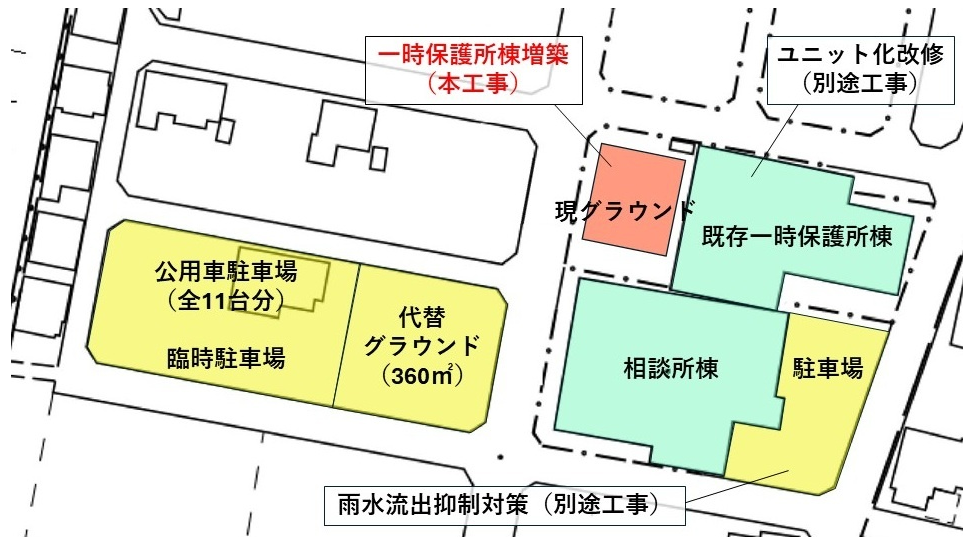 一時保護所棟増築
（本工事）
ユニット化改修
（別途工事）
現グラウンド
既存一時保護所棟
公用車駐車場
（全11台分）
臨時駐車場
代替
グラウンド
（360㎡）
相談所棟
駐車場
雨水流出抑制対策（別途工事）